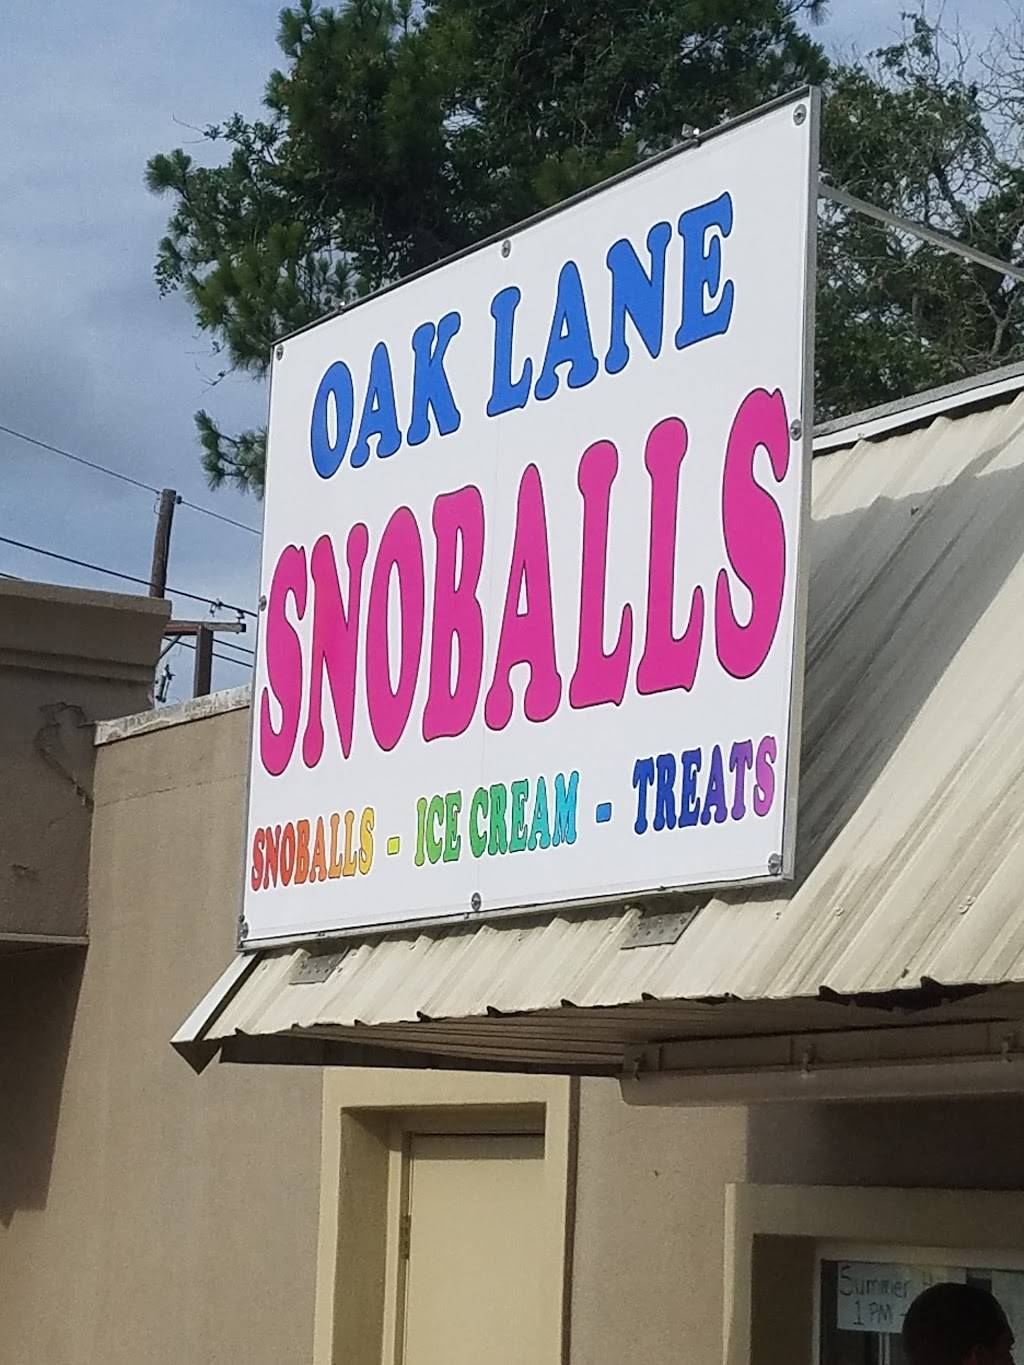 OAK LANE
SNOBALLS
SNOBALLS - ICE CREAM - TREATS
Summer
1 PM -